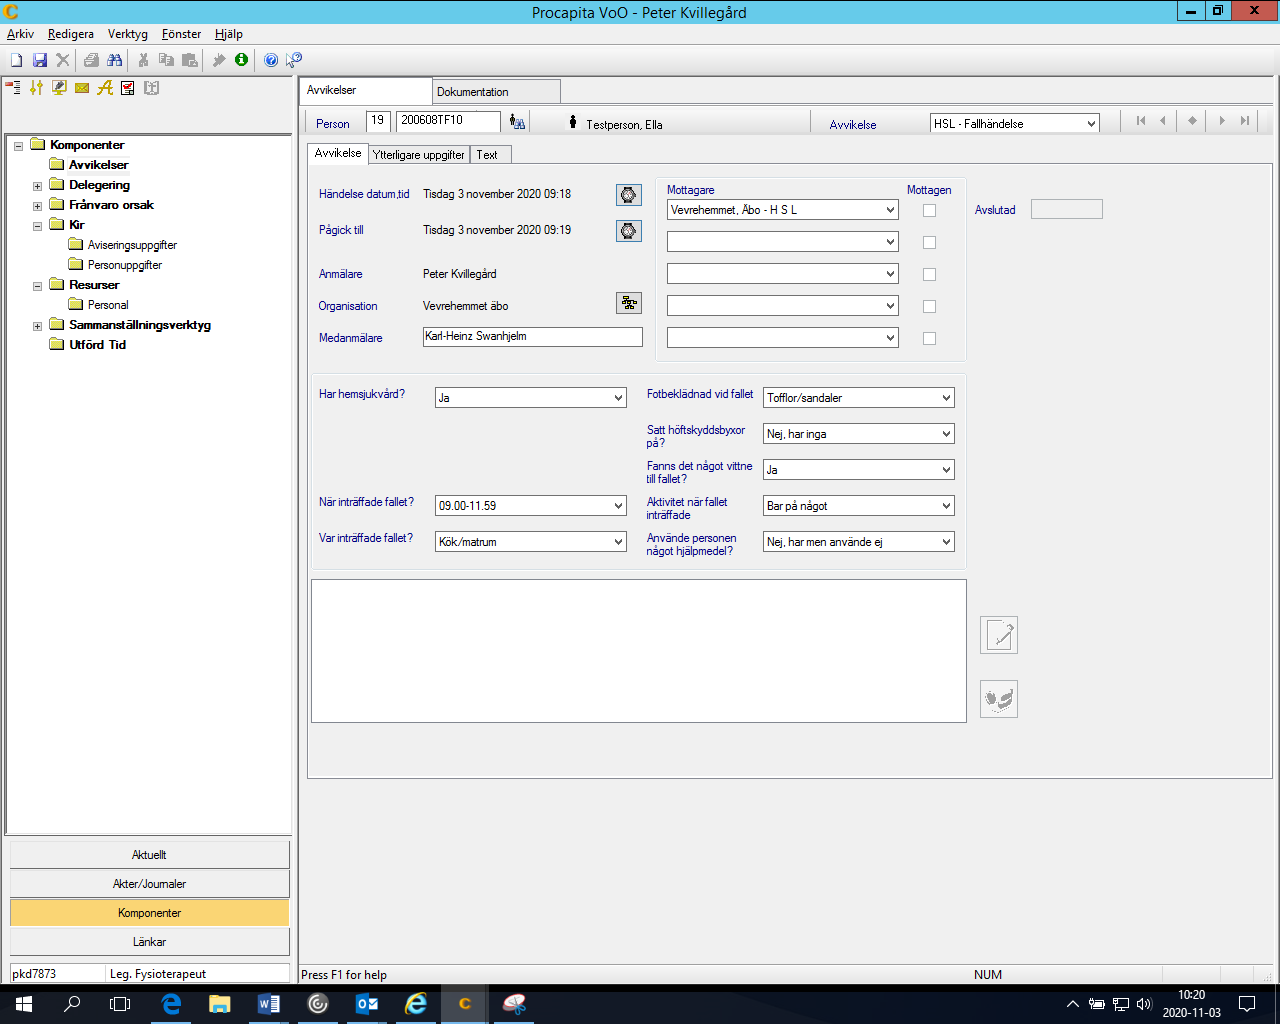 Procapita VoO - Peter Kvillegård
Arkiv Redigera Verktyg Fönster Hjälp
Komponenter
Avvikelser
Delegering
Frånvaro orsak
Kir
Aviseringsuppgifter
Personuppgifter
Resurser
Personal
Sammanställningsverktyg
Utförd Tid
Aktuellt
Akter/Journaler
Komponenter
Länkar
pkd7873 Leg. Fysioterapeut
Avvikelser Dokumentation
Person 19 200608TF10 Testperson, Ella Avvikelse HSL - Fallhändelse
Avvikelse Ytterligare uppgifter Text
Händelse datum,tid Tisdag 3 november 2020 09:18
Pågick till Tisdag 3 november 2020 09:19
Anmälare Peter Kvillegård
Organisation Vevrehemmet äbo
Medanmälare Karl-Heinz Swanhjelm
Mottagare Mottagen
Vevrehemmet, Äbo - H S L
Avslutad
Har hemsjukvård? Ja
När inträffade fallet? 09.00-11.59
Var inträffade fallet? Kök/matrum
Fotbeklädnad vid fallet Tofflor/sandaler
Satt höftskyddsbyxor
på? Nej, har inga
Fanns det något vittne
till fallet? Ja
Aktivitet när fallet
inträffade Bar på något
Använde personen
något hjälpmedel? Nej, har men använde ej
Press F1 for help NUM
10:20
2020-11-03